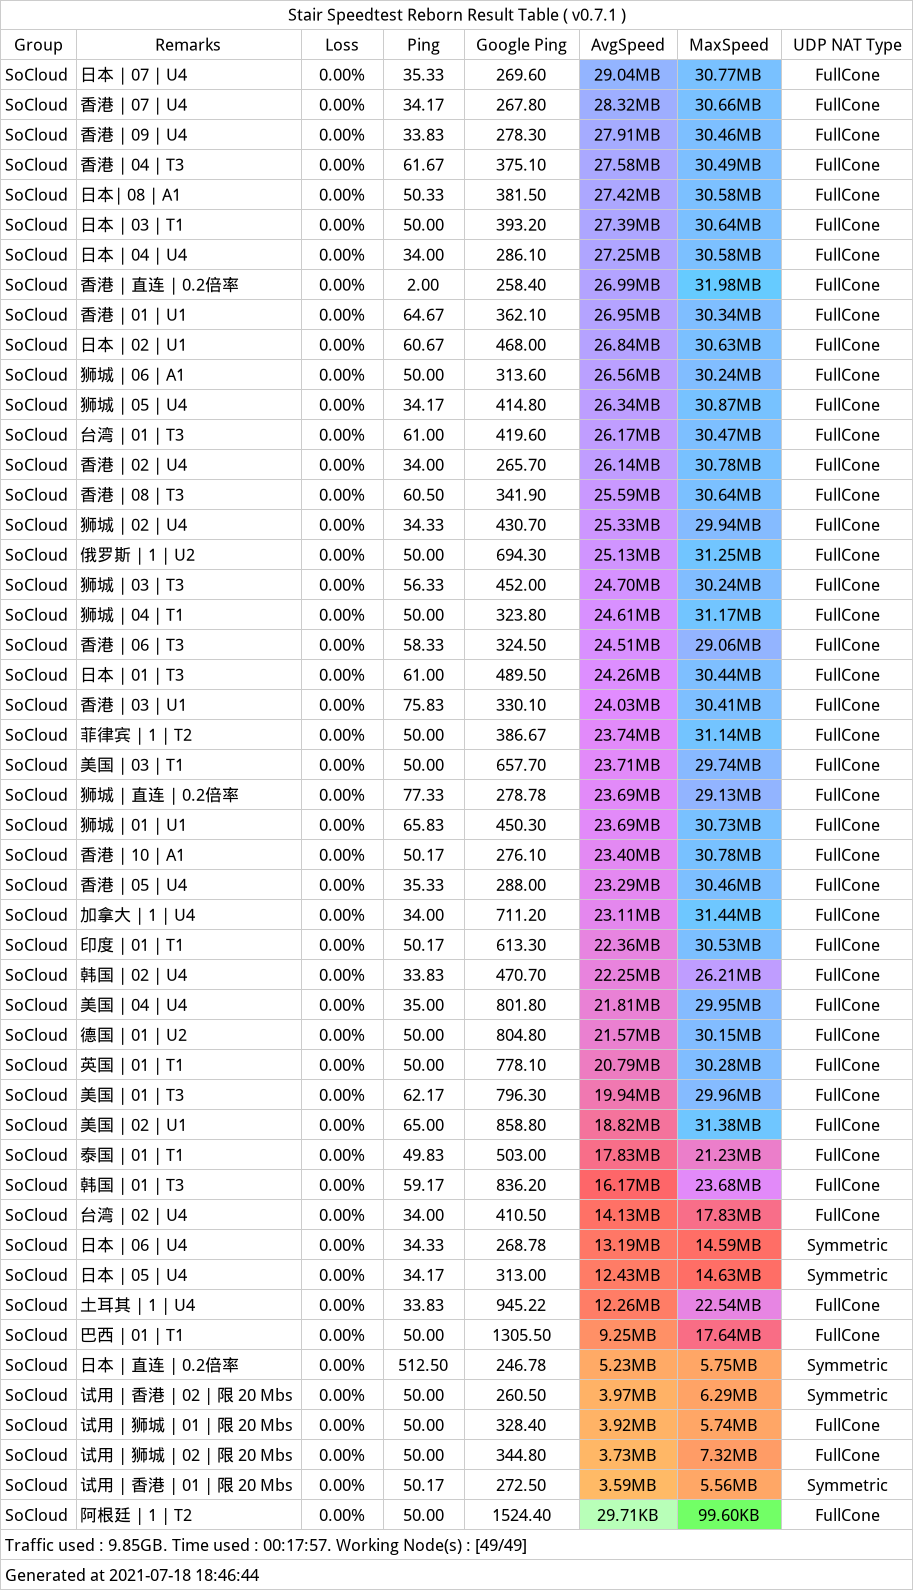 Stair Speedtest Reborn Result Table ( v0.7.1 )
Group Remarks Loss Ping Google Ping AvgSpeed MaxSpeed UDP NAT Type
SoCloud 日本 | 07 | U4 0.00% 35.33 269.60 29.04MB 30.77MB FullCone
SoCloud 香港 | 07 | U4 0.00% 34.17 267.80 28.32MB 30.66MB FullCone
SoCloud 香港 | 09 | U4 0.00% 33.83 278.30 27.91MB 30.46MB FullCone
SoCloud 香港 | 04 | T3 0.00% 61.67 375.10 27.58MB 30.49MB FullCone
SoCloud 日本| 08 | A1 0.00% 50.33 381.50 27.42MB 30.58MB FullCone
SoCloud 日本 | 03 | T1 0.00% 50.00 393.20 27.39MB 30.64MB FullCone
SoCloud 日本 | 04 | U4 0.00% 34.00 286.10 27.25MB 30.58MB FullCone
SoCloud 香港 | 直连 | 0.2倍率 0.00% 2.00 258.40 26.99MB 31.98MB FullCone
SoCloud 香港 | 01 | U1 0.00% 64.67 362.10 26.95MB 30.34MB FullCone
SoCloud 日本 | 02 | U1 0.00% 60.67 468.00 26.84MB 30.63MB FullCone
SoCloud 狮城 | 06 | A1 0.00% 50.00 313.60 26.56MB 30.24MB FullCone
SoCloud 狮城 | 05 | U4 0.00% 34.17 414.80 26.34MB 30.87MB FullCone
SoCloud 台湾 | 01 | T3 0.00% 61.00 419.60 26.17MB 30.47MB FullCone
SoCloud 香港 | 02 | U4 0.00% 34.00 265.70 26.14MB 30.78MB FullCone
SoCloud 香港 | 08 | T3 0.00% 60.50 341.90 25.59MB 30.64MB FullCone
SoCloud 狮城 | 02 | U4 0.00% 34.33 430.70 25.33MB 29.94MB FullCone
SoCloud 俄罗斯 | 1 | U2 0.00% 50.00 694.30 25.13MB 31.25MB FullCone
SoCloud 狮城 | 03 | T3 0.00% 56.33 452.00 24.70MB 30.24MB FullCone
SoCloud 狮城 | 04 | T1 0.00% 50.00 323.80 24.61MB 31.17MB FullCone
SoCloud 香港 | 06 | T3 0.00% 58.33 324.50 24.51MB 29.06MB FullCone
SoCloud 日本 | 01 | T3 0.00% 61.00 489.50 24.26MB 30.44MB FullCone
SoCloud 香港 | 03 | U1 0.00% 75.83 330.10 24.03MB 30.41MB FullCone
SoCloud 菲律宾 | 1 | T2 0.00% 50.00 386.67 23.74MB 31.14MB FullCone
SoCloud 美国 | 03 | T1 0.00% 50.00 657.70 23.71MB 29.74MB FullCone
SoCloud 狮城 | 直连 | 0.2倍率 0.00% 77.33 278.78 23.69MB 29.13MB FullCone
SoCloud 狮城 | 01 | U1 0.00% 65.83 450.30 23.69MB 30.73MB FullCone
SoCloud 香港 | 10 | A1 0.00% 50.17 276.10 23.40MB 30.78MB FullCone
SoCloud 香港 | 05 | U4 0.00% 35.33 288.00 23.29MB 30.46MB FullCone
SoCloud 加拿大 | 1 | U4 0.00% 34.00 711.20 23.11MB 31.44MB FullCone
SoCloud 印度 | 01 | T1 0.00% 50.17 613.30 22.36MB 30.53MB FullCone
SoCloud 韩国 | 02 | U4 0.00% 33.83 470.70 22.25MB 26.21MB FullCone
SoCloud 美国 | 04 | U4 0.00% 35.00 801.80 21.81MB 29.95MB FullCone
SoCloud 德国 | 01 | U2 0.00% 50.00 804.80 21.57MB 30.15MB FullCone
SoCloud 英国 | 01 | T1 0.00% 50.00 778.10 20.79MB 30.28MB FullCone
SoCloud 美国 | 01 | T3 0.00% 62.17 796.30 19.94MB 29.96MB FullCone
SoCloud 美国 | 02 | U1 0.00% 65.00 858.80 18.82MB 31.38MB FullCone
SoCloud 泰国 | 01 | T1 0.00% 49.83 503.00 17.83MB 21.23MB FullCone
SoCloud 韩国 | 01 | T3 0.00% 59.17 836.20 16.17MB 23.68MB FullCone
SoCloud 台湾 | 02 | U4 0.00% 34.00 410.50 14.13MB 17.83MB FullCone
SoCloud 日本 | 06 | U4 0.00% 34.33 268.78 13.19MB 14.59MB Symmetric
SoCloud 日本 | 05 | U4 0.00% 34.17 313.00 12.43MB 14.63MB Symmetric
SoCloud 土耳其 | 1 | U4 0.00% 33.83 945.22 12.26MB 22.54MB FullCone
SoCloud 巴西 | 01 | T1 0.00% 50.00 1305.50 9.25MB 17.64MB FullCone
SoCloud 日本 | 直连 | 0.2倍率 0.00% 512.50 246.78 5.23MB 5.75MB Symmetric
SoCloud 试用 | 香港 | 02 | 限 20 Mbs 0.00% 50.00 260.50 3.97MB 6.29MB Symmetric
SoCloud 试用 | 狮城 | 01 | 限 20 Mbs 0.00% 50.00 328.40 3.92MB 5.74MB FullCone
SoCloud 试用 | 狮城 | 02 | 限 20 Mbs 0.00% 50.00 344.80 3.73MB 7.32MB FullCone
SoCloud 试用 | 香港 | 01 | 限 20 Mbs 0.00% 50.17 272.50 3.59MB 5.56MB Symmetric
SoCloud 阿根廷 | 1 | T2 0.00% 50.00 1524.40 29.71KB 99.60KB FullCone
Traffic used : 9.85GB. Time used : 00:17:57. Working Node(s) : [49/49]
Generated at 2021-07-18 18:46:44